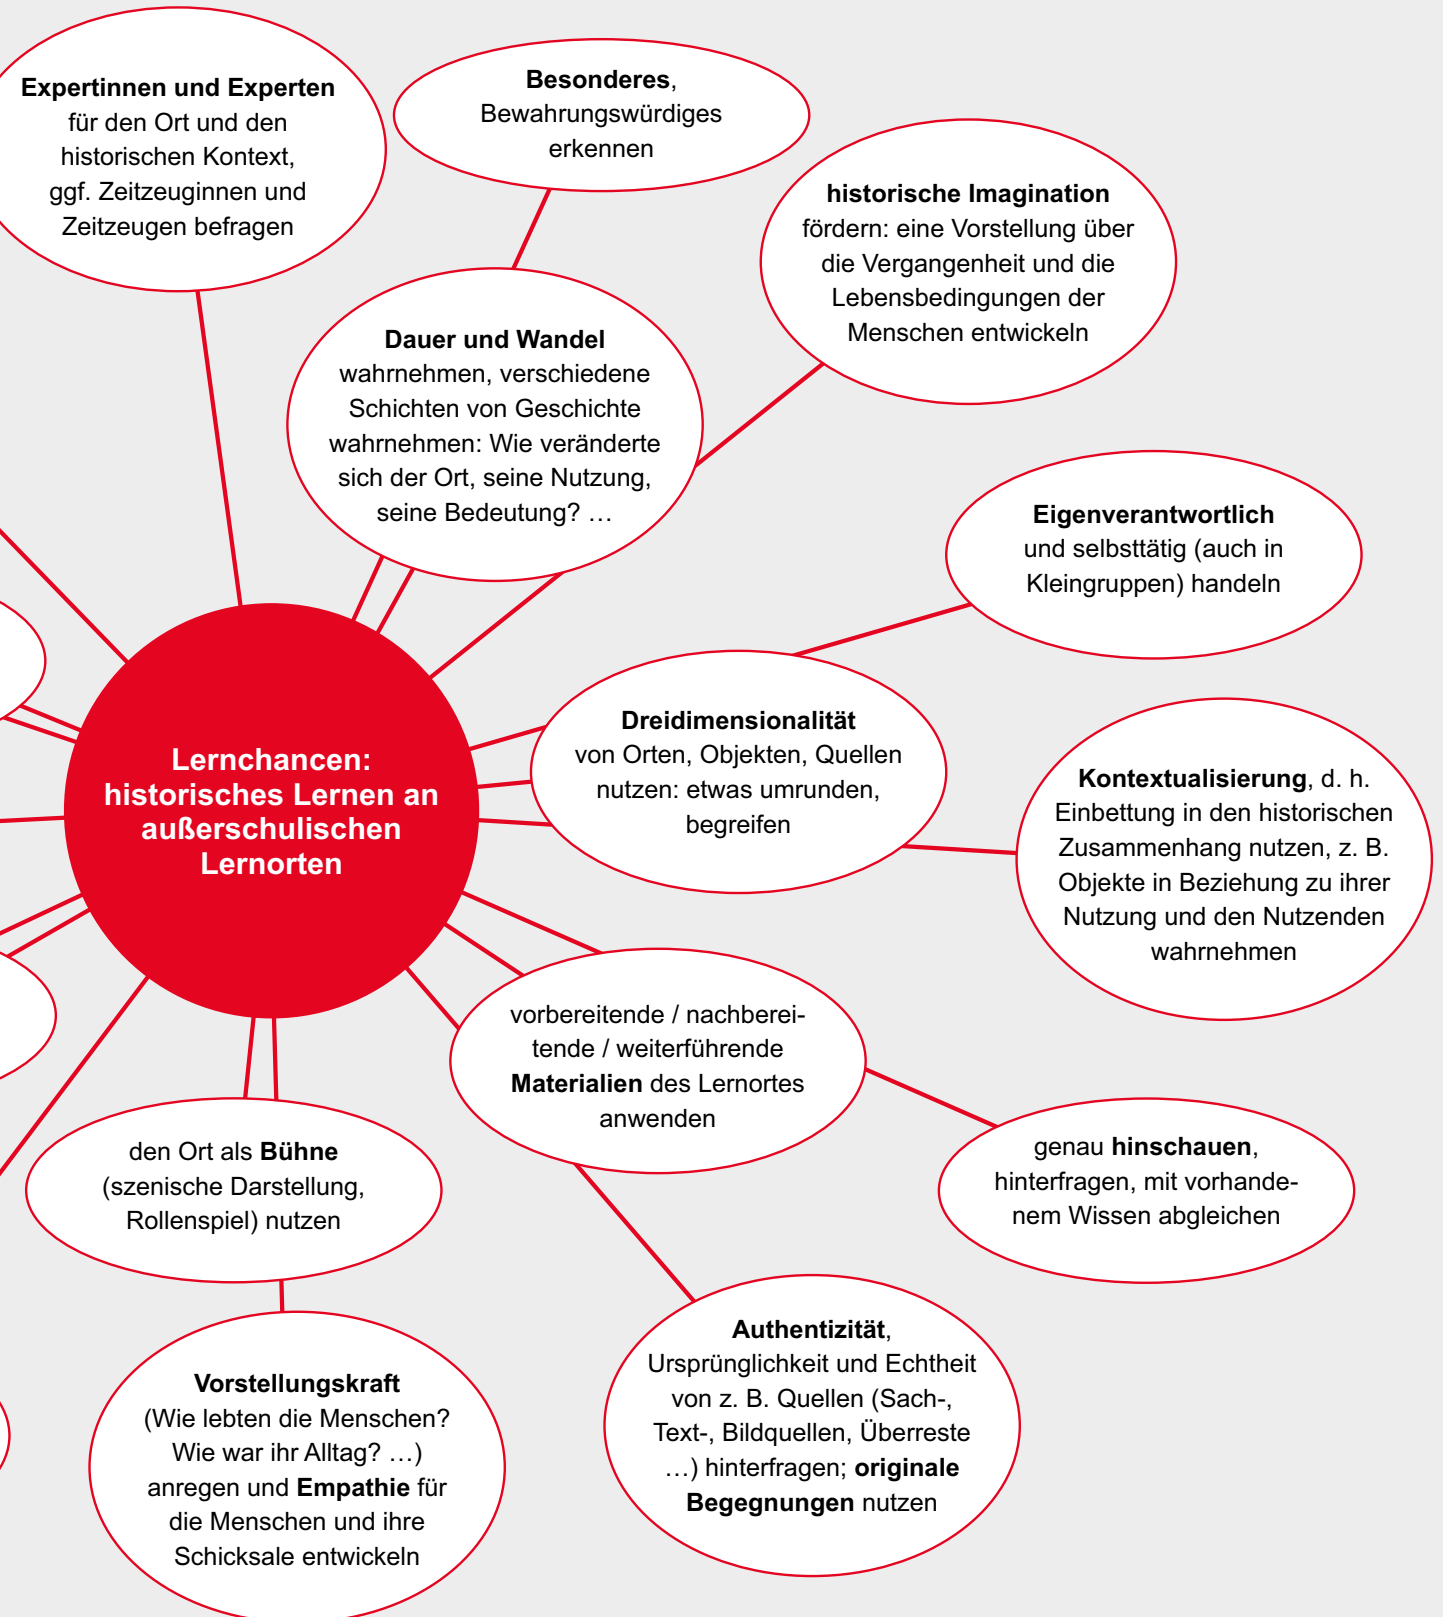 Expertinnen und Experten
für den Ort und den
historischen Kontext,
ggf. Zeitzeuginnen und
Zeitzeugen befragen
Besonderes,
Bewahrungswürdiges
erkennen
historische Imagination
fördern: eine Vorstellung über
die Vergangenheit und die
Lebensbedingungen der
Menschen entwickeln
Dauer und Wandel
wahrnehmen, verschiedene
Schichten von Geschichte
wahrnehmen: Wie veränderte
sich der Ort, seine Nutzung,
seine Bedeutung? …
Eigenverantwortlich
und selbsttätig (auch in
Kleingruppen) handeln
Dreidimensionalität
von Orten, Objekten, Quellen
nutzen: etwas umrunden,
begreifen
Lernchancen:
historisches Lernen an
außerschulischen
Lernorten
Kontextualisierung, d. h.
Einbettung in den historischen
Zusammenhang nutzen, z. B.
Objekte in Beziehung zu ihrer
Nutzung und den Nutzenden
wahrnehmen
vorbereitende / nachberei-
tende / weiterführende
Materialien des Lernortes
anwenden
den Ort als Bühne
(szenische Darstellung,
Rollenspiel) nutzen
genau hinschauen,
hinterfragen, mit vorhande-
nem Wissen abgleichen
Authentizität,
Ursprünglichkeit und Echtheit
von z. B. Quellen (Sach-,
Text-, Bildquellen, Überreste
…) hinterfragen; originale
Begegnungen nutzen
Vorstellungskraft
(Wie lebten die Menschen?
Wie war ihr Alltag? …)
anregen und Empathie für
die Menschen und ihre
Schicksale entwickeln